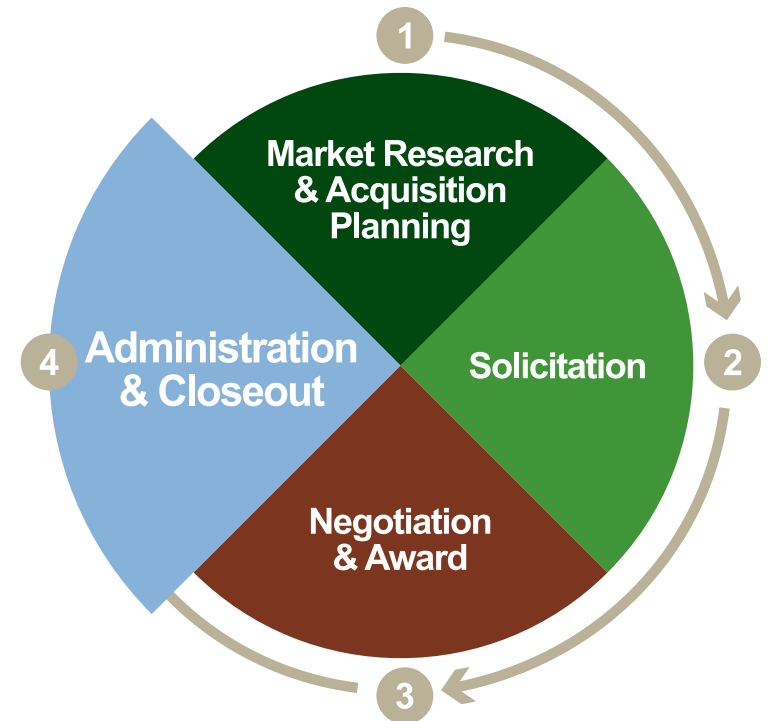 1
Market Research
& Acquisition
Planning
2
Solicitation
3
Negotiation
& Award
4
Administration
& Closeout